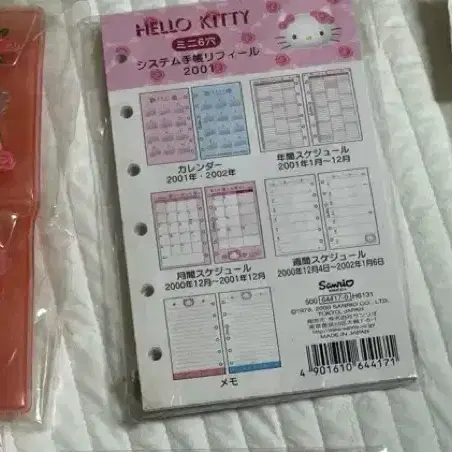 HELLO KITTY
ミニ6穴
システム手帳リフィール
2001
カレンダー
2001年・2002年
年間スケジュール
2001年1月〜12月
月間スケジュール
2000年12月〜2001年12月
週間スケジュール
2000年12月4日〜2002年1月6日
メモ
Sanrio
500 64417-0 H6131
©1976, 2000 SANRIO CO., LTD.
TOKYO, JAPAN
MADE IN JAPAN
4 901610 644171